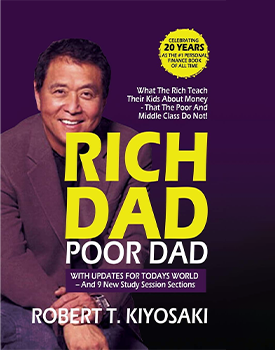 CELEBRATING
20 YEARS
AS THE #1 PERSONAL
FINANCE BOOK
OF ALL TIME
What The Rich Teach
Their Kids About Money
- That The Poor And
Middle Class Do Not!
RICH
DAD
POOR DAD
WITH UPDATES FOR TODAYS WORLD
– And 9 New Study Session Sections
ROBERT T. KIYOSAKI